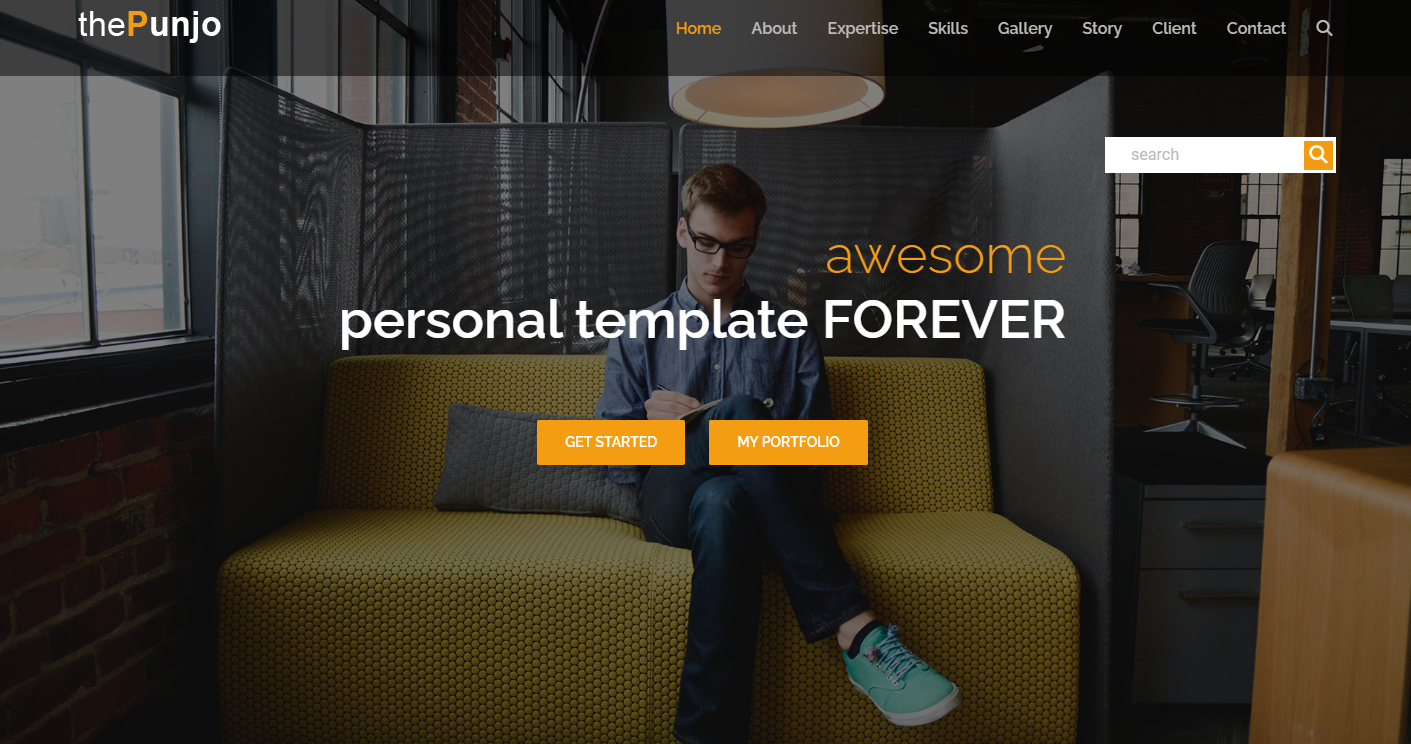 thePunjo
Home About Expertise Skills Gallery Story Client Contact
search
awesome
personal template FOREVER
GET STARTED MY PORTFOLIO